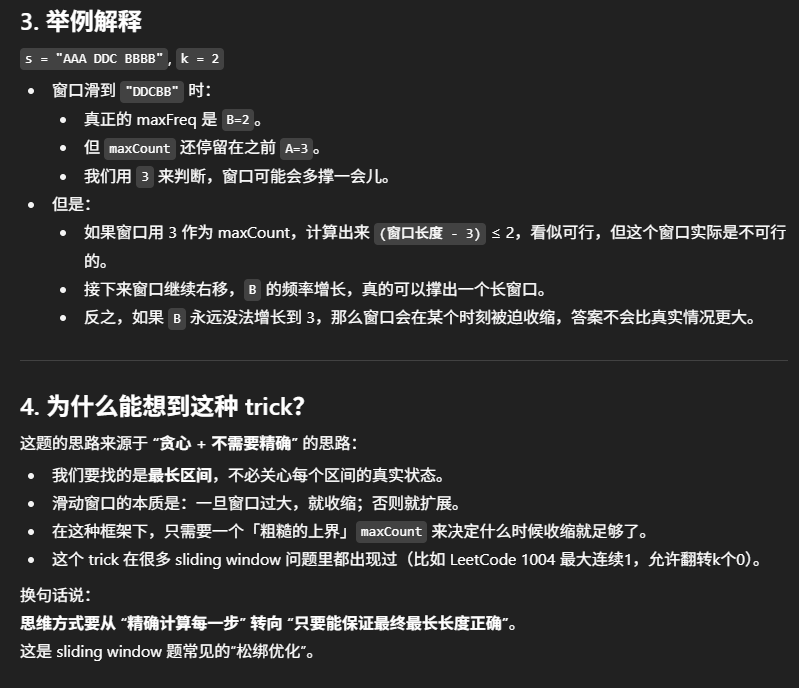 3. 举例解释
s = "AAA DDC BBBB", k = 2
• 窗口滑到 "DDCBB" 时：
• 真正的 maxFreq 是 B=2。
• 但 maxCount 还停留在之前 A=3。
• 我们用 3 来判断，窗口可能会多撑一会儿。
• 但是：
• 如果窗口用 3 作为 maxCount，计算出来 (窗口长度 - 3) ≤ 2，看似可行，但这个窗口实际是不可行
的。
• 接下来窗口继续右移，B 的频率增长，真的可以撑出一个长窗口。
• 反之，如果 B 永远没法增长到 3，那么窗口会在某个时刻被迫收缩，答案不会比真实情况更大。
4. 为什么能想到这种 trick？
这题的思路来源于 “贪心 + 不需要精确” 的思路：
• 我们要找的是最长区间，不必关心每个区间的真实状态。
• 滑动窗口的本质是：一旦窗口过大，就收缩；否则就扩展。
• 在这种框架下，只需要一个「粗糙的上界」maxCount 来决定什么时候收缩就足够了。
• 这个 trick 在很多 sliding window 问题里都出现过（比如 LeetCode 1004 最大连续1，允许翻转k个0）。
换句话说：
思维方式要从 “精确计算每一步” 转向 “只要能保证最终最长长度正确”。
这是 sliding window 题常见的“松绑优化”。